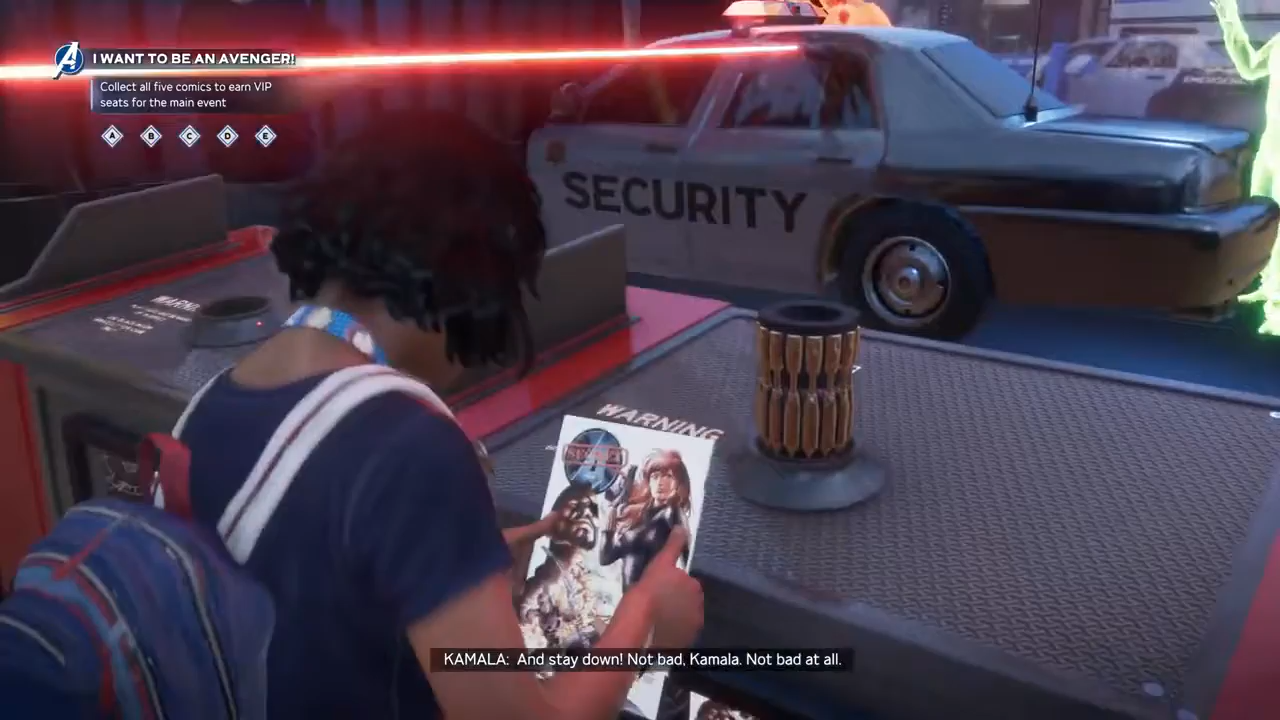 I WANT TO BE AN AVENGER!
Collect all five comics to earn VIP
seats for the main event
A B C D E
SECURITY
WARNING
KAMALA: And stay down! Not bad, Kamala. Not bad at all.